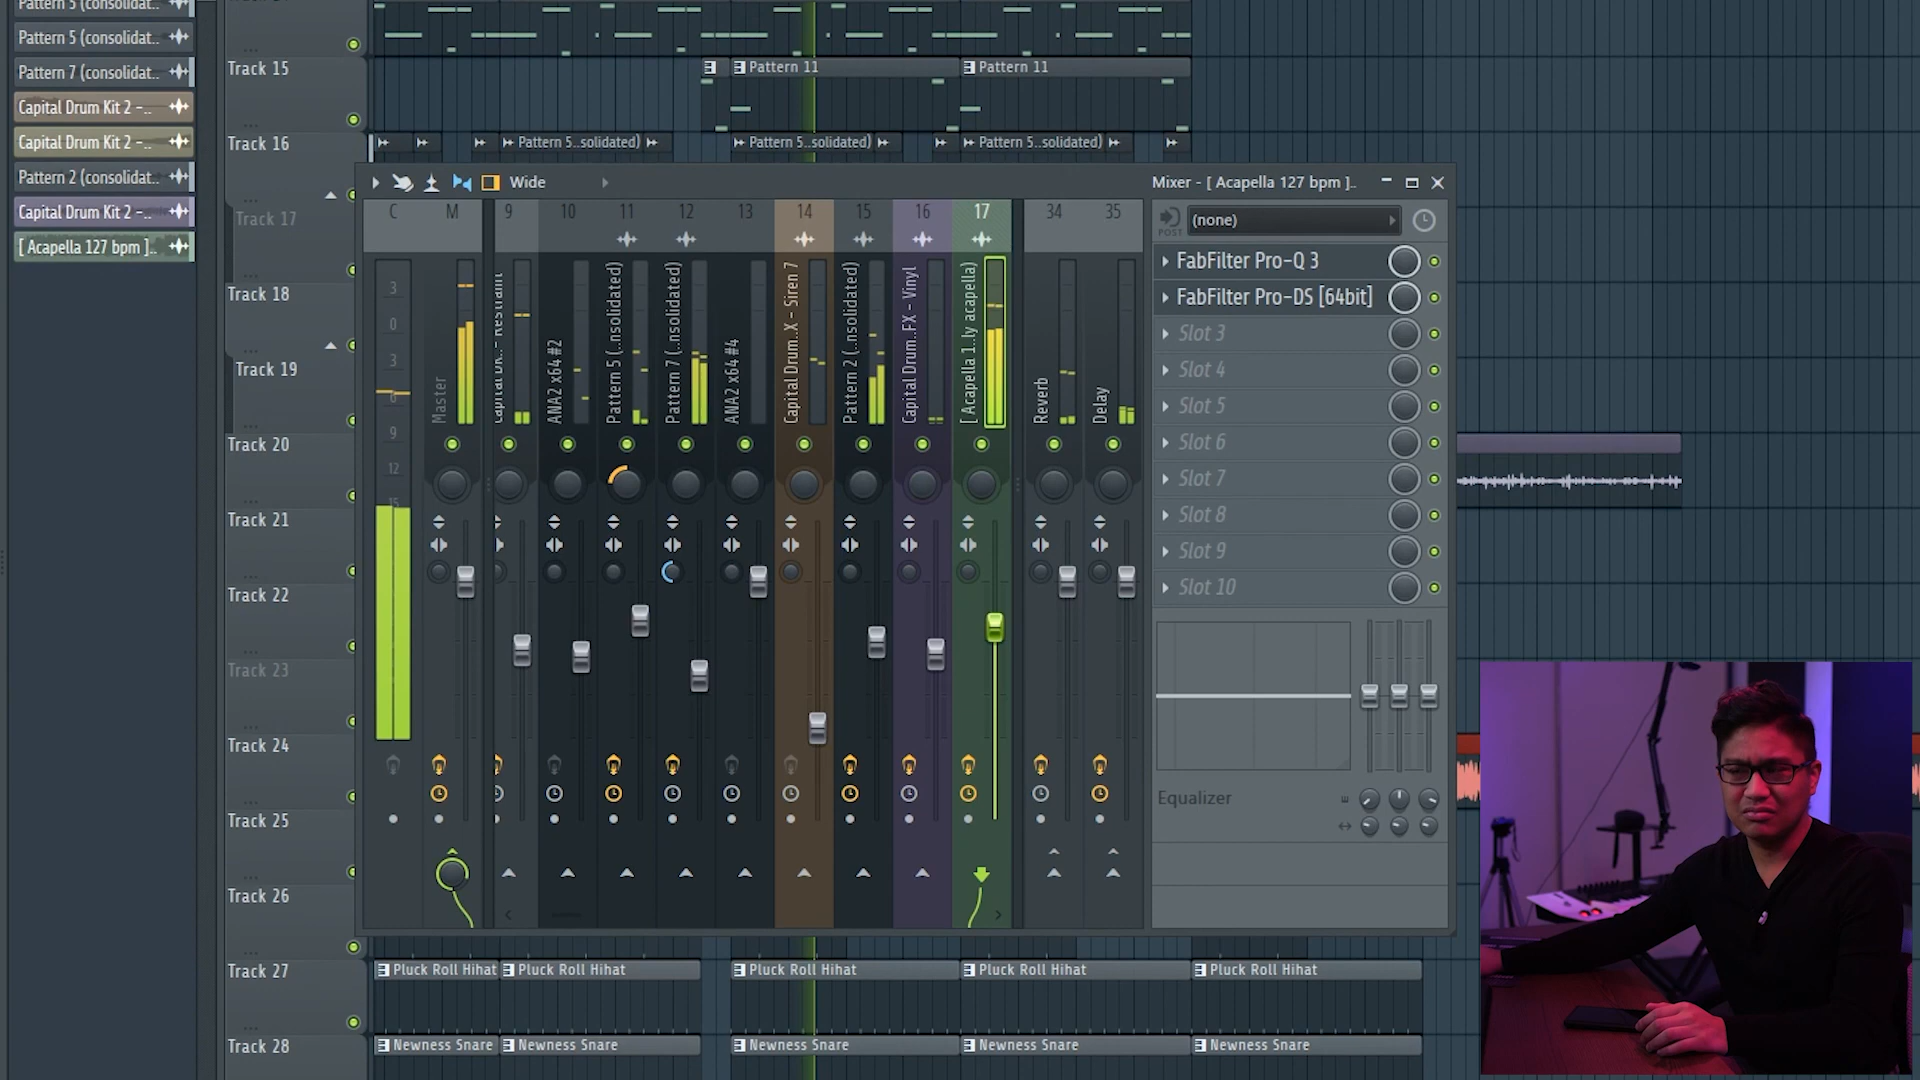 Pattern 5 (consolidat..
Pattern 5 (consolidat..
Pattern 7 (consolidat..
Capital Drum Kit 2 -..
Capital Drum Kit 2 -..
Pattern 2 (consolidat..
Capital Drum Kit 2 -..
[ Acapella 127 bpm ]..
Track 15
Pattern 11
Pattern 11
Track 16
Pattern 5..solidated)
Pattern 5..solidated)
Pattern 5..solidated)
Track 17
Track 18
Track 19
Track 20
Track 21
Track 22
Track 23
Track 24
Track 25
Track 26
Track 27
Pluck Roll Hihat
Pluck Roll Hihat
Pluck Roll Hihat
Pluck Roll Hihat
Pluck Roll Hihat
Track 28
Newness Snare
Newness Snare
Newness Snare
Newness Snare
Newness Snare
Wide
Mixer - [ Acapella 127 bpm ]..
C M 9 10 11 12 13 14 15 16 17 34 35
3
0
3
6
9
12
15
Master
ANA2 x64 #2
Pattern 5 (..nsolidated)
Pattern 7 (..nsolidated)
ANA2 x64 #4
Capital Drum..X - Siren 7
Pattern 2 (..nsolidated)
Capital Drum..FX - Vinyl
[ Acapella 1..ly acapella)
Reverb
Delay
POST
(none)
FabFilter Pro-Q 3
FabFilter Pro-DS [64bit]
Slot 3
Slot 4
Slot 5
Slot 6
Slot 7
Slot 8
Slot 9
Slot 10
Equalizer